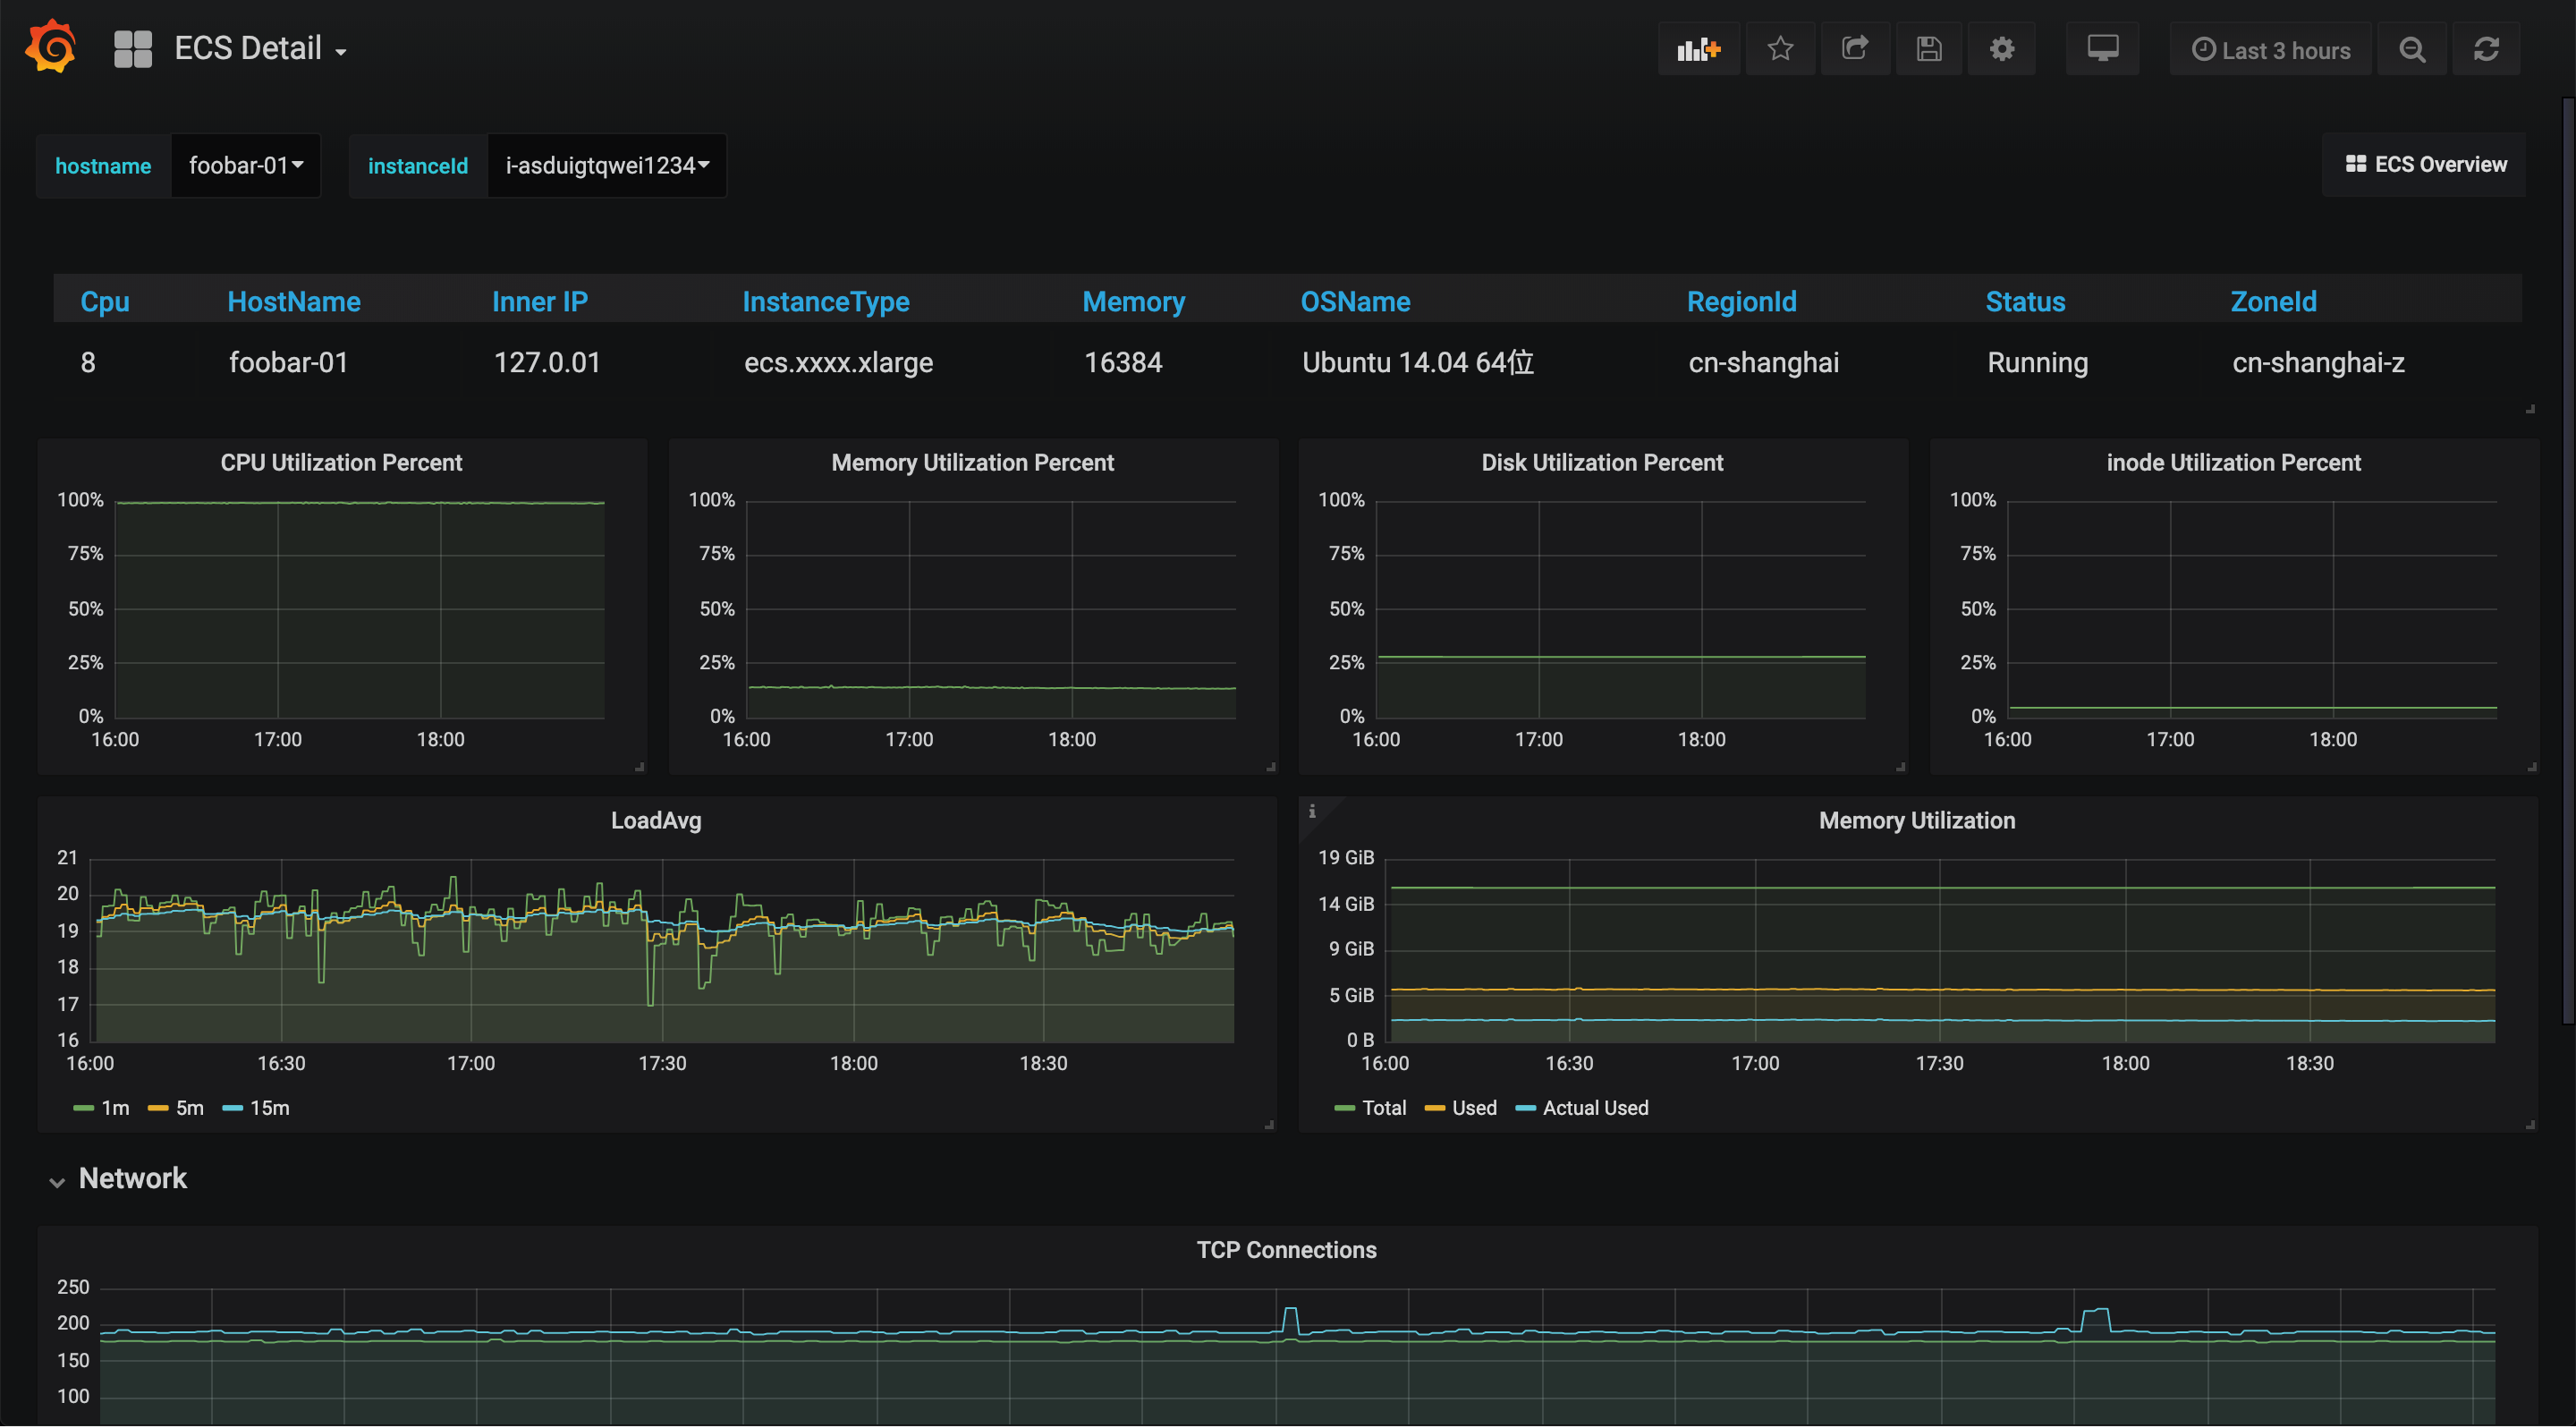 ECS Detail
Last 3 hours
hostname foobar-01 instanceId i-asduigtqwei1234 ECS Overview
Cpu HostName Inner IP InstanceType Memory OSName RegionId Status ZoneId
8 foobar-01 127.0.01 ecs.xxxx.xlarge 16384 Ubuntu 14.04 64位 cn-shanghai Running cn-shanghai-z
CPU Utilization Percent
100%
75%
50%
25%
0%
16:00 17:00 18:00
Memory Utilization Percent
100%
75%
50%
25%
0%
16:00 17:00 18:00
Disk Utilization Percent
100%
75%
50%
25%
0%
16:00 17:00 18:00
inode Utilization Percent
100%
75%
50%
25%
0%
16:00 17:00 18:00
LoadAvg
21
20
19
18
17
16
16:00 16:30 17:00 17:30 18:00 18:30
1m 5m 15m
i
Memory Utilization
19 GiB
14 GiB
9 GiB
5 GiB
0 B
16:00 16:30 17:00 17:30 18:00 18:30
Total Used Actual Used
Network
TCP Connections
250
200
150
100